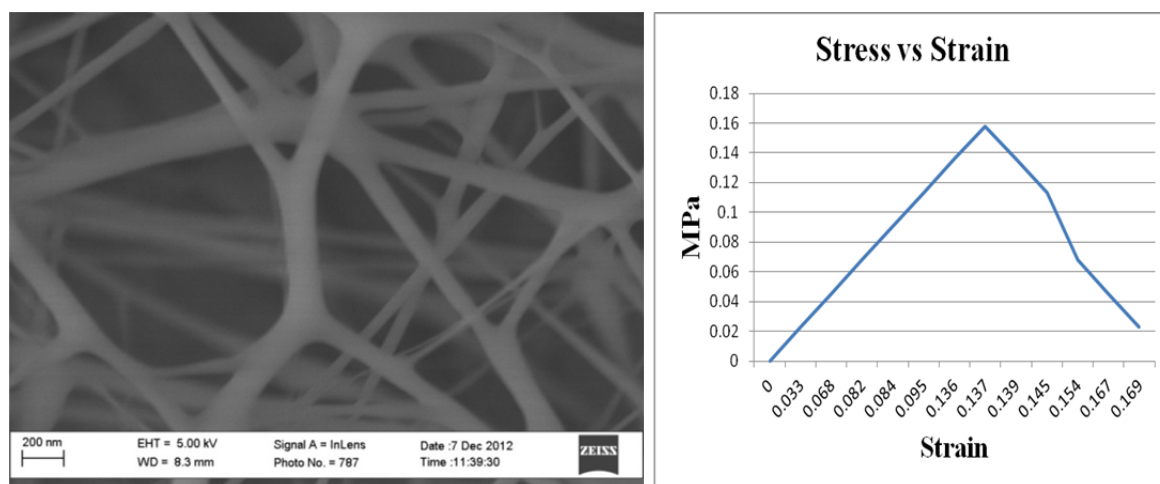 200 nm
EHT = 5.00 kV
WD = 8.3 mm
Signal A = InLens
Photo No. = 787
Date :7 Dec 2012
Time :11:39:30
ZEISS
Stress vs Strain
MPa
0.18
0.16
0.14
0.12
0.1
0.08
0.06
0.04
0.02
0
0
0.033
0.068
0.082
0.084
0.095
0.136
0.137
0.139
0.145
0.154
0.167
0.169
Strain